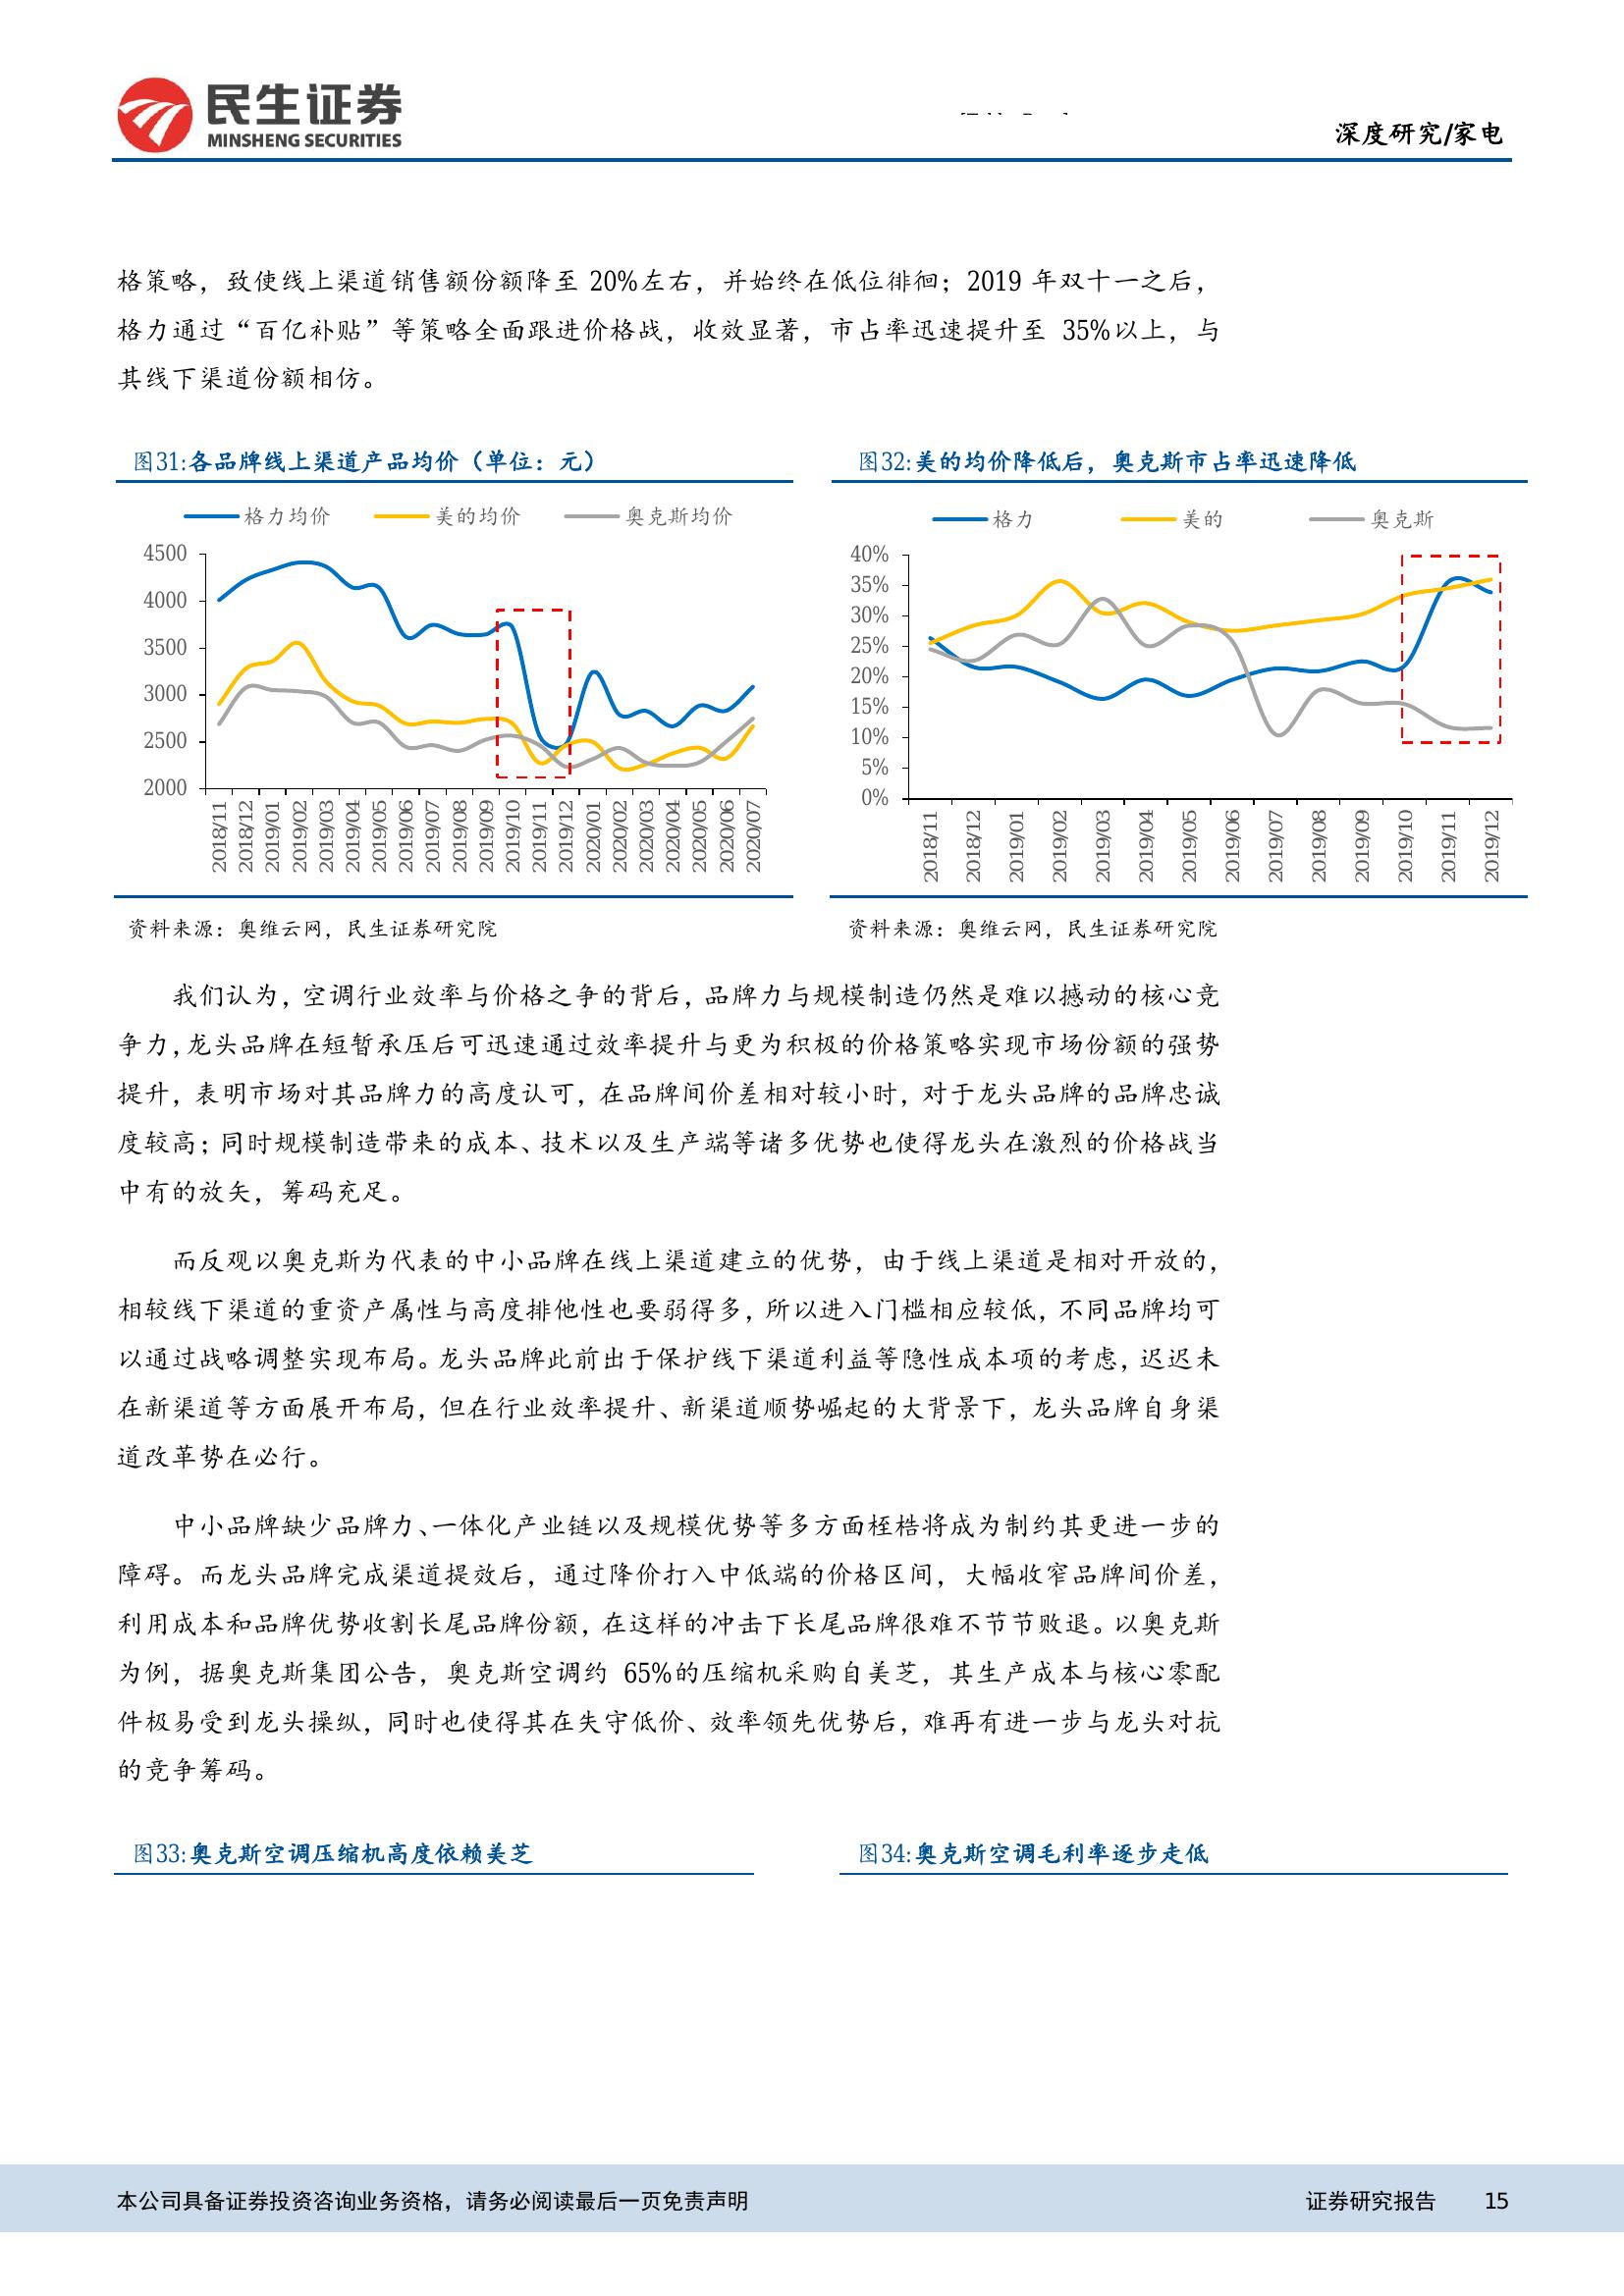 民生证券
MINSHENG SECURITIES
深度研究/家电
格策略，致使线上渠道销售额份额降至 20%左右，并始终在低位徘徊；2019 年双十一之后，
格力通过“百亿补贴”等策略全面跟进价格战，收效显著，市占率迅速提升至 35%以上，与
其线下渠道份额相仿。
图31:各品牌线上渠道产品均价（单位：元）
格力均价 美的均价 奥克斯均价
4500
4000
3500
3000
2500
2000
2018/11 2018/12 2019/01 2019/02 2019/03 2019/04 2019/05 2019/06 2019/07 2019/08 2019/09 2019/10 2019/11 2019/12 2020/01 2020/02 2020/03 2020/04 2020/05 2020/06 2020/07
资料来源：奥维云网，民生证券研究院
图32:美的均价降低后，奥克斯市占率迅速降低
格力 美的 奥克斯
40%
35%
30%
25%
20%
15%
10%
5%
0%
2018/11 2018/12 2019/01 2019/02 2019/03 2019/04 2019/05 2019/06 2019/07 2019/08 2019/09 2019/10 2019/11 2019/12
资料来源：奥维云网，民生证券研究院
我们认为，空调行业效率与价格之争的背后，品牌力与规模制造仍然是难以撼动的核心竞
争力，龙头品牌在短暂承压后可迅速通过效率提升与更为积极的价格策略实现市场份额的强势
提升，表明市场对其品牌力的高度认可，在品牌间价差相对较小时，对于龙头品牌的品牌忠诚
度较高；同时规模制造带来的成本、技术以及生产端等诸多优势也使得龙头在激烈的价格战当
中有的放矢，筹码充足。
而反观以奥克斯为代表的中小品牌在线上渠道建立的优势，由于线上渠道是相对开放的，
相较线下渠道的重资产属性与高度排他性也要弱得多，所以进入门槛相应较低，不同品牌均可
以通过战略调整实现布局。龙头品牌此前出于保护线下渠道利益等隐性成本项的考虑，迟迟未
在新渠道等方面展开布局，但在行业效率提升、新渠道顺势崛起的大背景下，龙头品牌自身渠
道改革势在必行。
中小品牌缺少品牌力、一体化产业链以及规模优势等多方面桎梏将成为制约其更进一步的
障碍。而龙头品牌完成渠道提效后，通过降价打入中低端的价格区间，大幅收窄品牌间价差，
利用成本和品牌优势收割长尾品牌份额，在这样的冲击下长尾品牌很难不节节败退。以奥克斯
为例，据奥克斯集团公告，奥克斯空调约 65%的压缩机采购自美芝，其生产成本与核心零配
件极易受到龙头操纵，同时也使得其在失守低价、效率领先优势后，难再有进一步与龙头对抗
的竞争筹码。
图33:奥克斯空调压缩机高度依赖美芝
图34:奥克斯空调毛利率逐步走低
本公司具备证券投资咨询业务资格，请务必阅读最后一页免责声明
证券研究报告 15